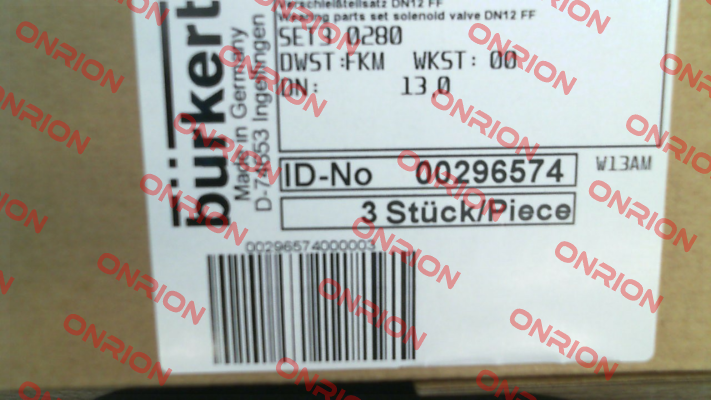 Verschleißteilsatz DN12 FF
Wearing parts set solenoid valve DN12 FF
SET3 0280
DWST:FKM WKST: 00
DN: 13,0
ID-No 00296574
W13AM
3 Stück/Piece
00296574000003
bürkert
Made in Germany
D-74653 Ingelfingen
ONRION